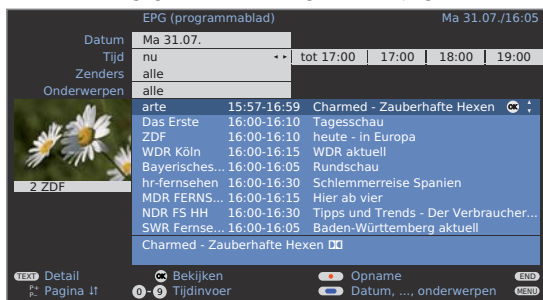 EPG (programmablad) Ma 31.07./16:05
Datum Ma 31.07.
Tijd nu tot 17:00 17:00 18:00 19:00
Zenders alle
Onderwerpen alle
arte 15:57-16:59 Charmed - Zauberhafte Hexen OK
Das Erste 16:00-16:10 Tagesschau
ZDF 16:00-16:10 heute - in Europa
WDR Köln 16:00-16:15 WDR aktuell
Bayerisches... 16:00-16:05 Rundschau
hr-fernsehen 16:00-16:30 Schlemmerreise Spanien
MDR FERNS... 16:00-16:15 Hier ab vier
NDR FS HH 16:00-16:30 Tipps und Trends - Der Verbraucher...
SWR Fernse... 16:00-16:05 Baden-Württemberg aktuell
2 ZDF
Charmed - Zauberhafte Hexen
TEXT Detail OK Bekijken Opname END
P+ P- Pagina 0-9 Tijdinvoer Datum, ..., onderwerpen MENU